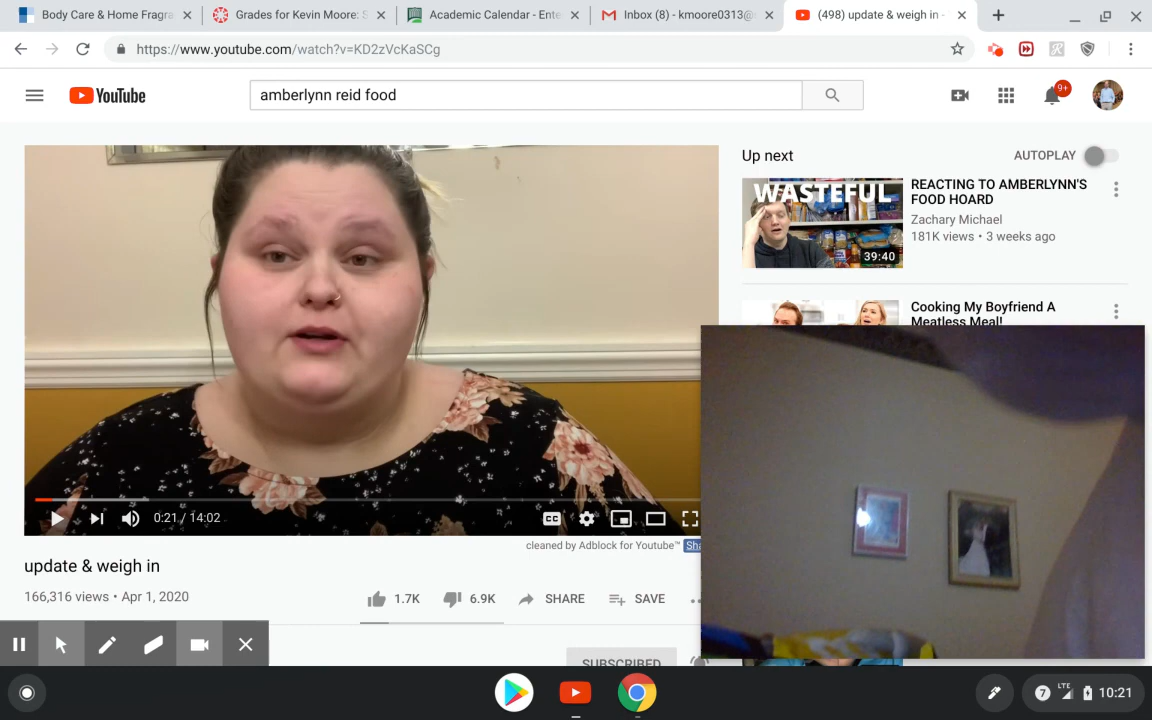 Body Care & Home Fragra
Grades for Kevin Moore: S
Academic Calendar - Ente
Inbox (8) - kmoore0313@
(498) update & weigh in -
https://www.youtube.com/watch?v=KD2zVcKaSCg
YouTube
amberlynn reid food
9+
Up next
AUTOPLAY
WASTEFUL
39:40
REACTING TO AMBERLYNN'S
FOOD HOARD
Zachary Michael
181K views • 3 weeks ago
Cooking My Boyfriend A
Meatless Meal!
0:21 / 14:02
CC
cleaned by Adblock for Youtube™
Sha
update & weigh in
166,316 views • Apr 1, 2020
1.7K
6.9K
SHARE
SAVE
SUBSCRIBED
7
LTE
10:21